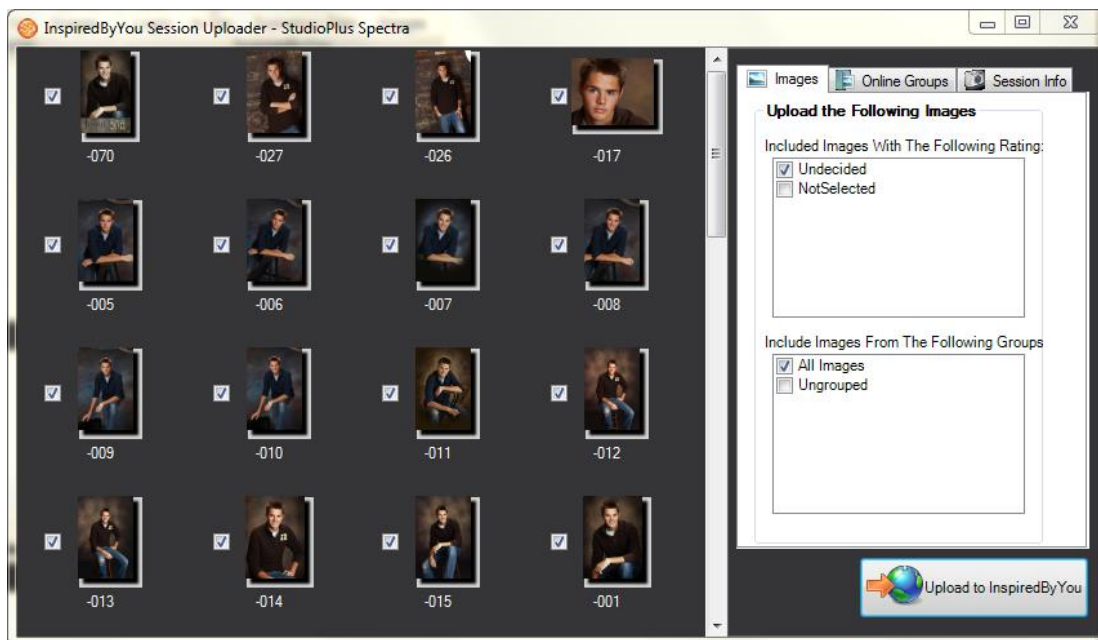 InspiredByYou Session Uploader - StudioPlus Spectra
-070 -027 -026 -017
-005 -006 -007 -008
-009 -010 -011 -012
-013 -014 -015 -001
Images Online Groups Session Info
Upload the Following Images
Included Images With The Following Rating:
Undecided
NotSelected
Include Images From The Following Groups
All Images
Ungrouped
Upload to InspiredByYou